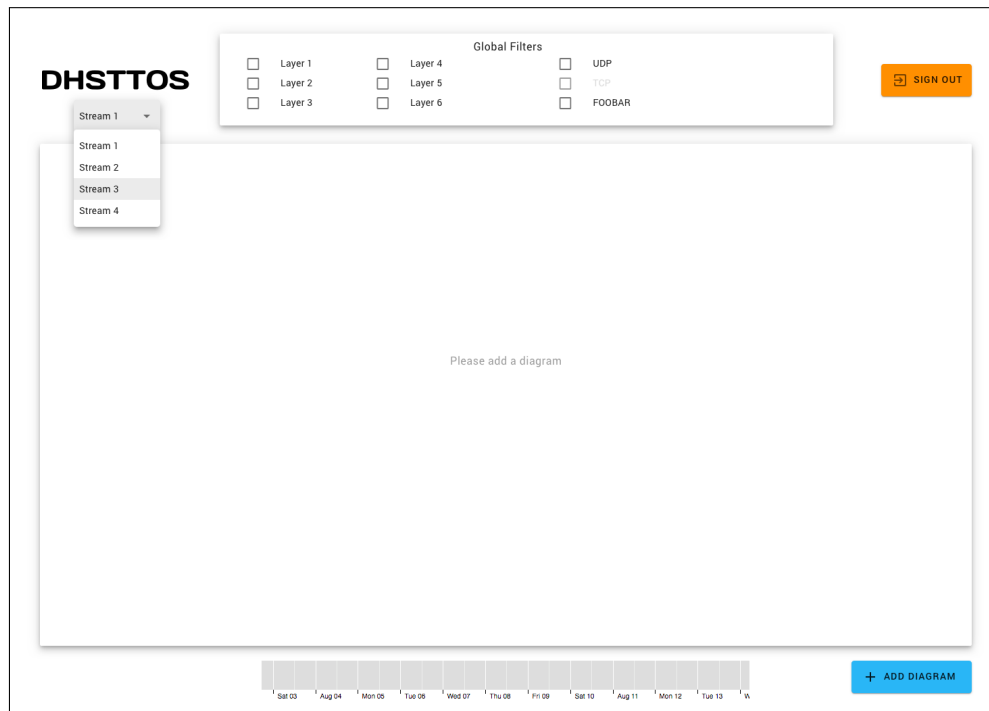 Global Filters
Layer 1 Layer 4 UDP
DHSTTOS
Layer 2 Layer 5 TCP
SIGN OUT
Layer 3 Layer 6 FOOBAR
Stream 1
Stream 1
Stream 2
Stream 3
Stream 4
Please add a diagram
+ ADD DIAGRAM
Sat 03 Aug 04 Mon 05 Tue 06 Wed 07 Thu 08 Fri 09 Sat 10 Aug 11 Mon 12 Tue 13